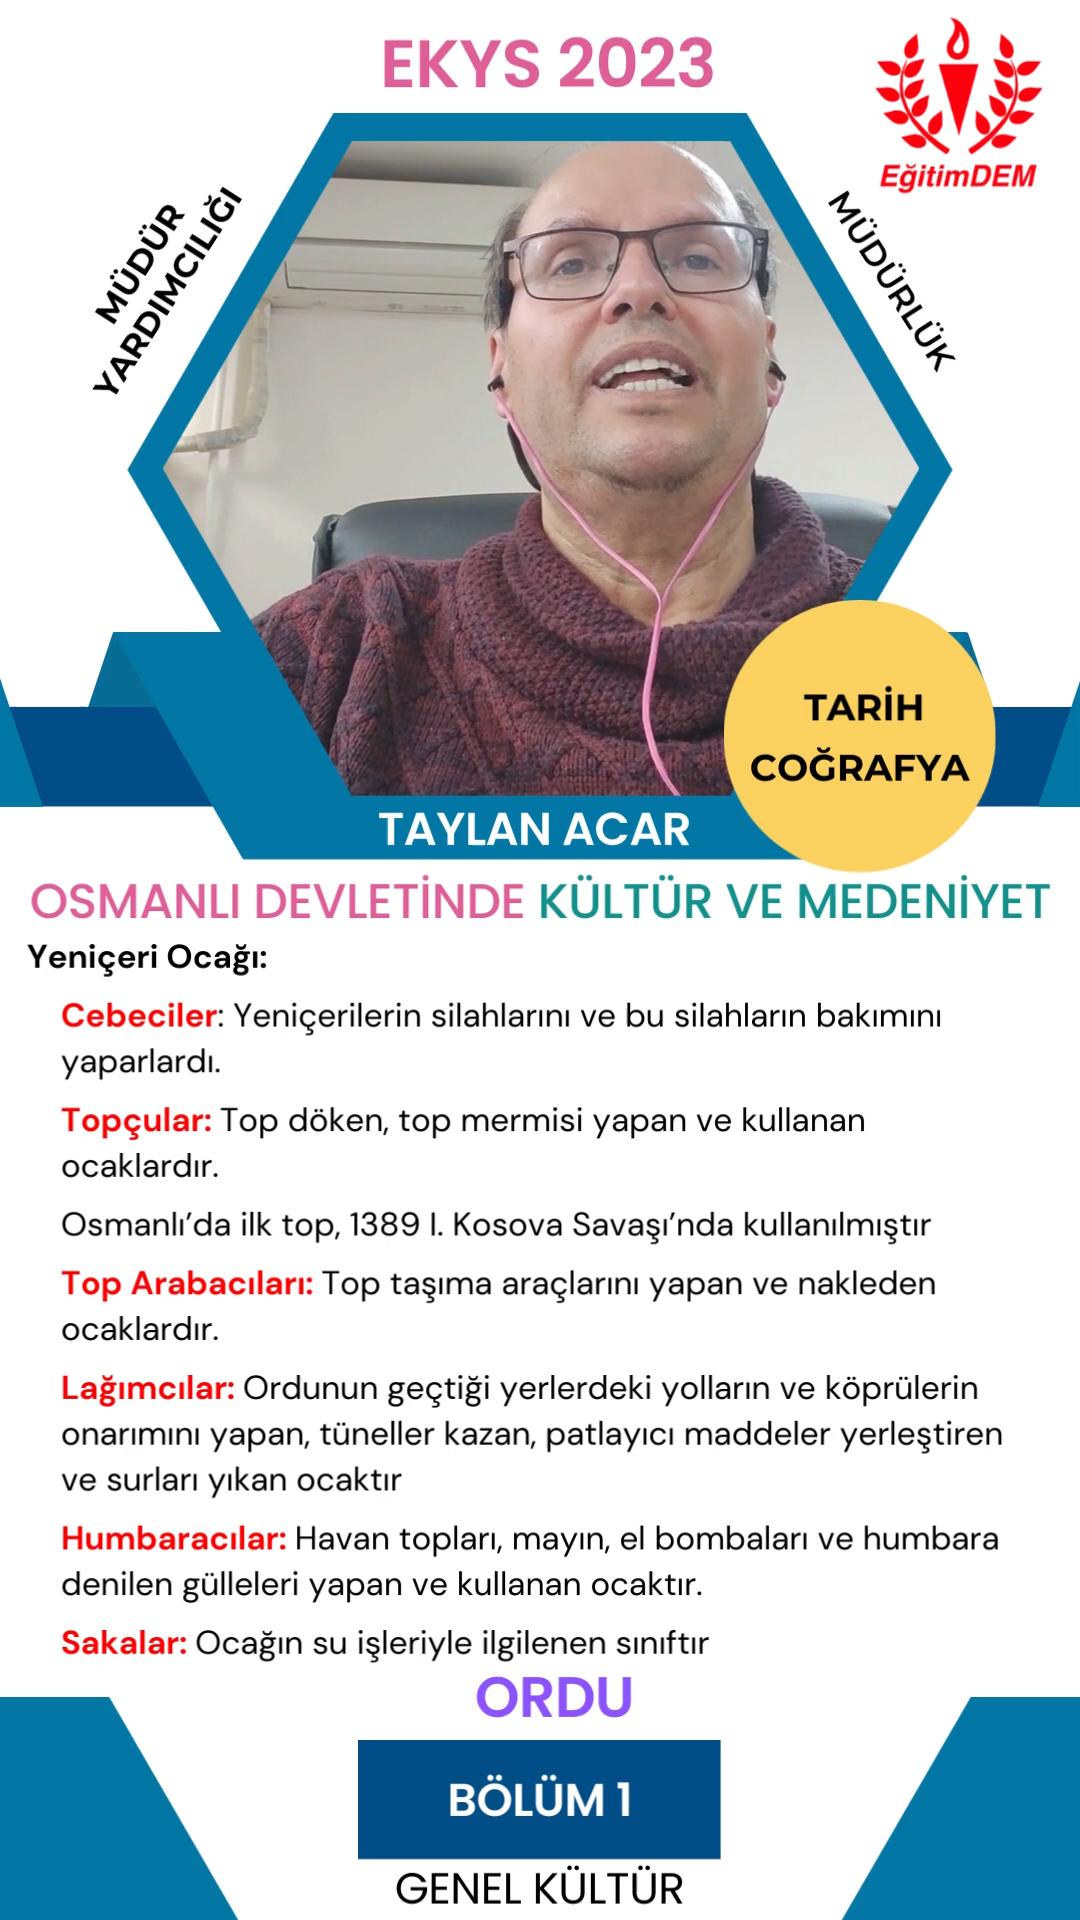 EKYS 2023
EğitimDEM
MÜDÜR
YARDIMCILIĞI
MÜDÜRLÜK
TARİH
COĞRAFYA
TAYLAN ACAR
OSMANLI DEVLETİNDE KÜLTÜR VE MEDENİYET
Yeniçeri Ocağı:
Cebeciler: Yeniçerilerin silahlarını ve bu silahların bakımını
yaparlardı.
Topçular: Top döken, top mermisi yapan ve kullanan
ocaklardır.
Osmanlı’da ilk top, 1389 I. Kosova Savaşı’nda kullanılmıştır
Top Arabacıları: Top taşıma araçlarını yapan ve nakleden
ocaklardır.
Lağımcılar: Ordunun geçtiği yerlerdeki yolların ve köprülerin
onarımını yapan, tüneller kazan, patlayıcı maddeler yerleştiren
ve surları yıkan ocaktır
Humbaracılar: Havan topları, mayın, el bombaları ve humbara
denilen gülleleri yapan ve kullanan ocaktır.
Sakalar: Ocağın su işleriyle ilgilenen sınıftır
ORDU
BÖLÜM 1
GENEL KÜLTÜR